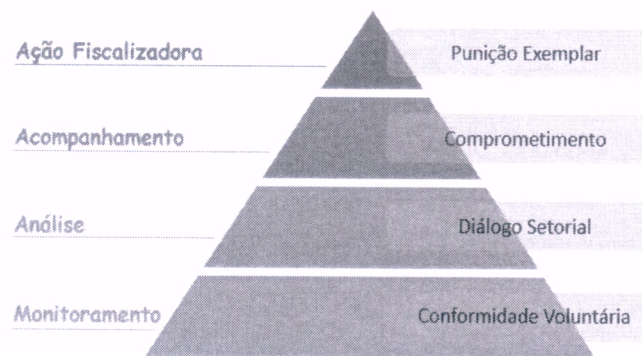 Ação Fiscalizadora
Punição Exemplar
Acompanhamento
Comprometimento
Análise
Diálogo Setorial
Monitoramento
Conformidade Voluntária